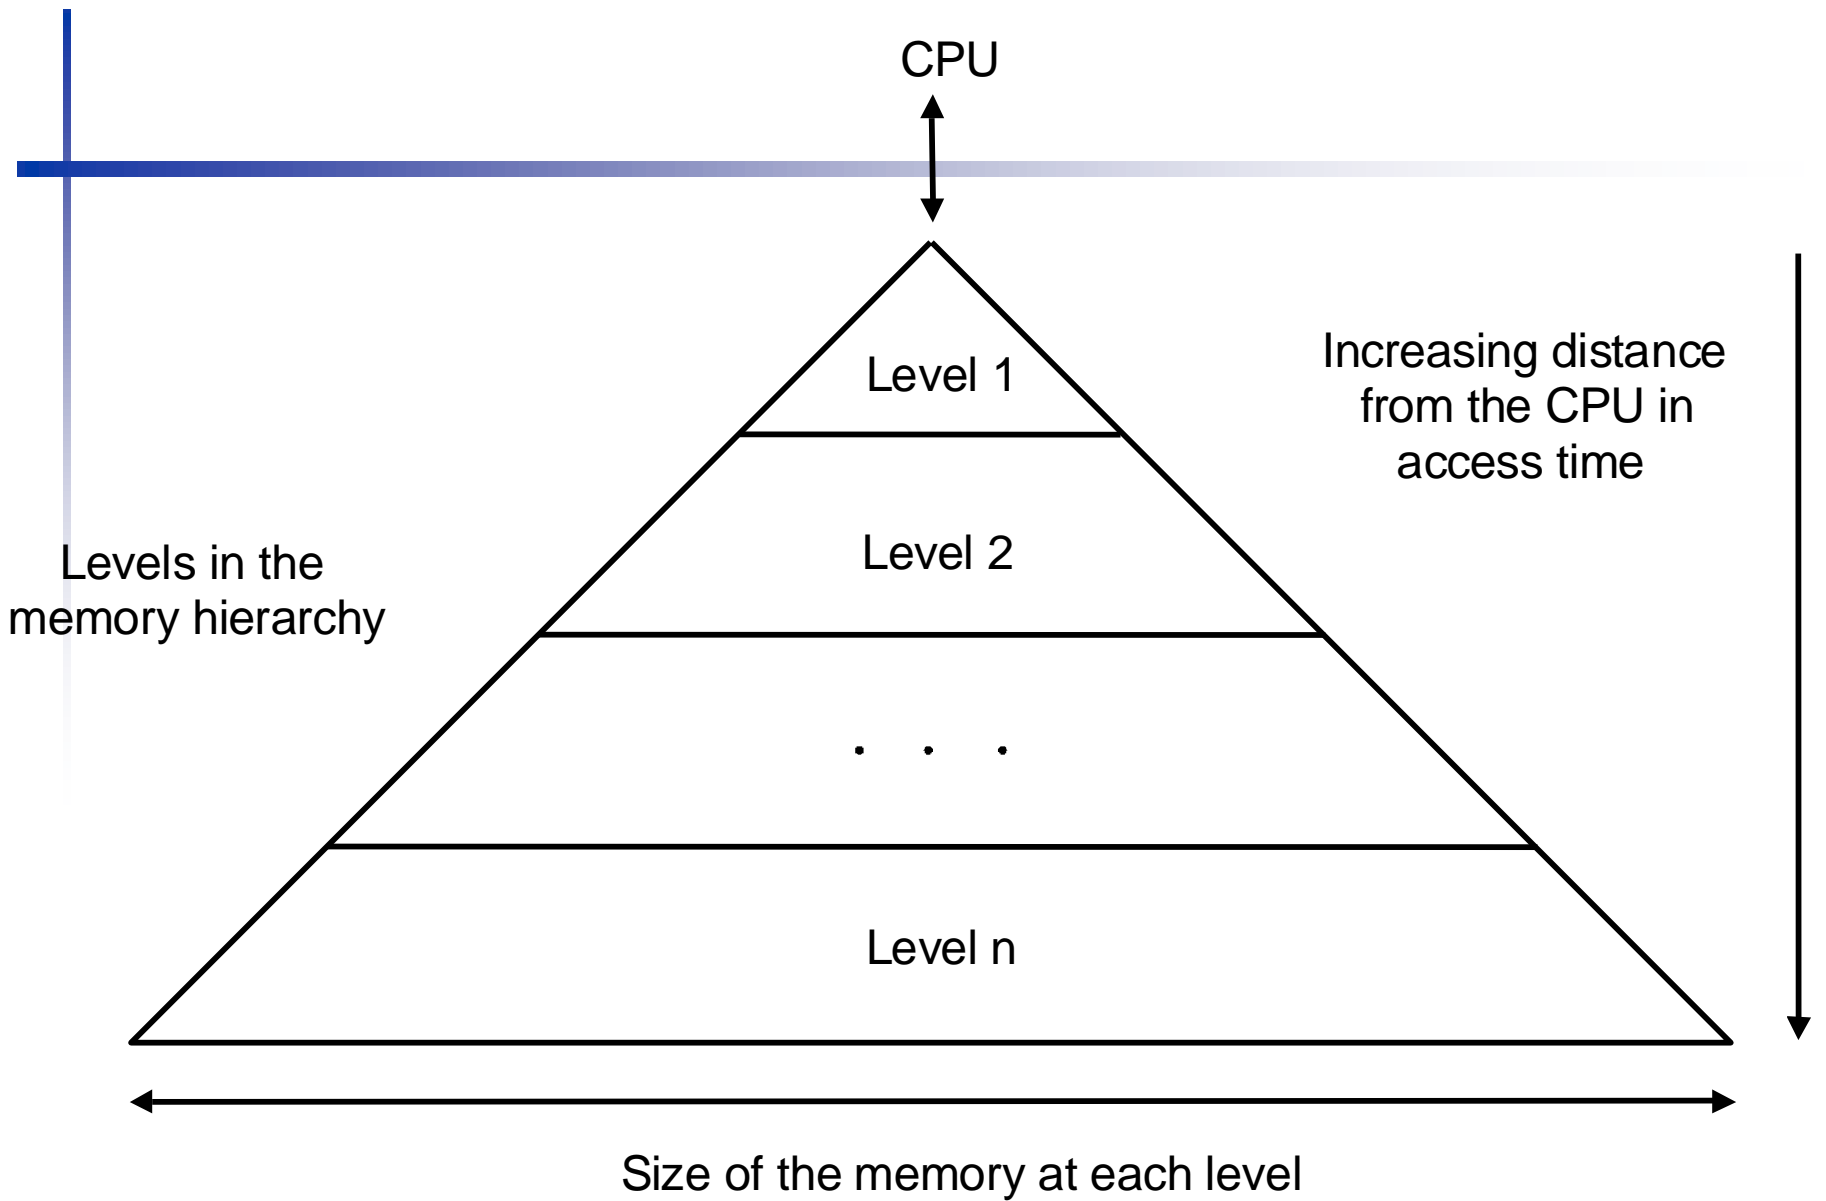 CPU
Level 1
Increasing distance
from the CPU in
access time
Level 2
Levels in the
memory hierarchy
. . .
Level n
Size of the memory at each level